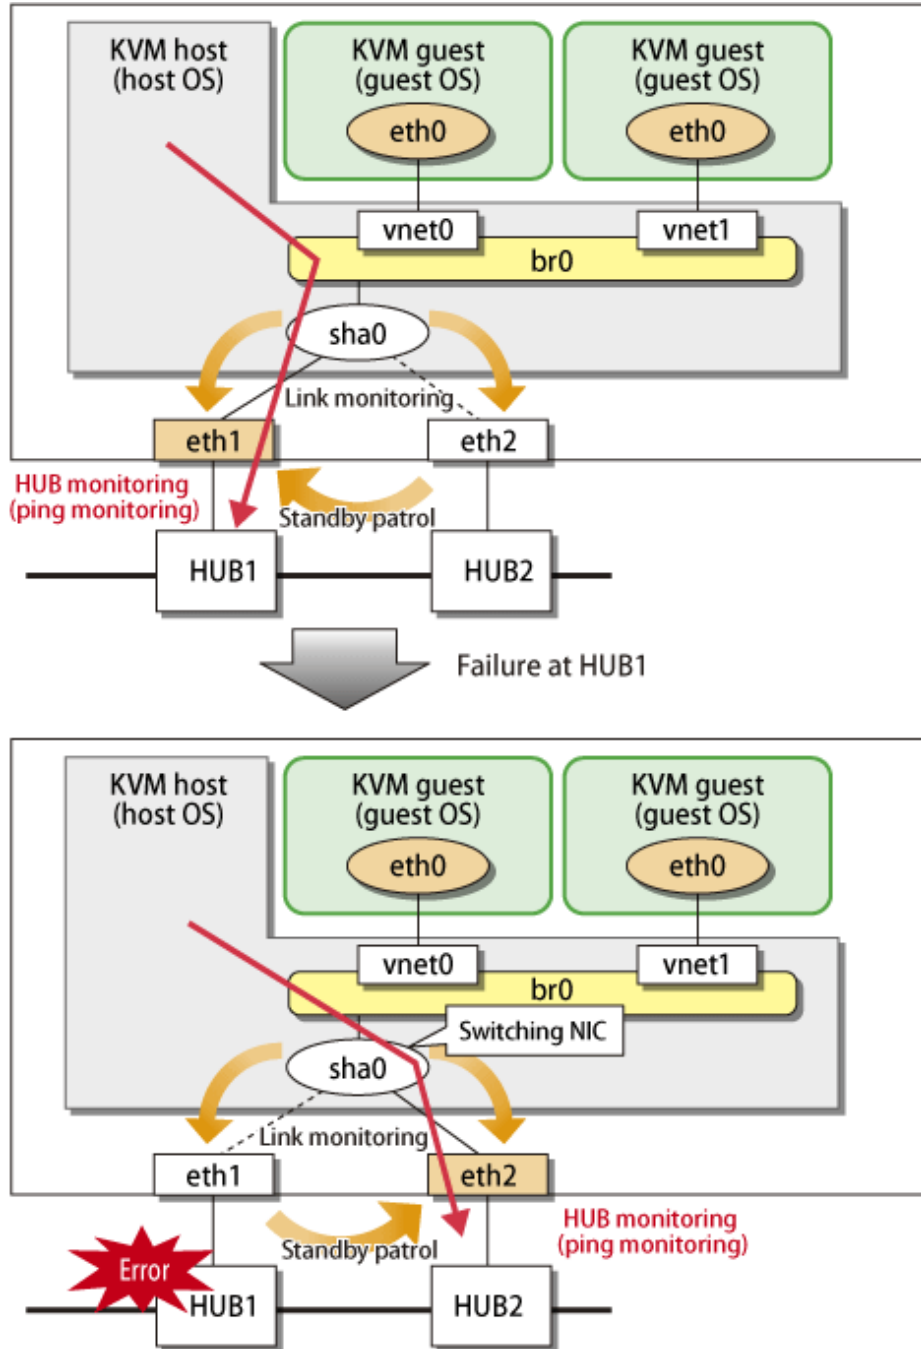 KVM host
(host OS)
KVM guest
(guest OS)
eth0
KVM guest
(guest OS)
eth0
vnet0
vnet1
br0
sha0
Link monitoring
eth1
eth2
HUB monitoring
(ping monitoring)
Standby patrol
HUB1
HUB2
Failure at HUB1
KVM host
(host OS)
KVM guest
(guest OS)
eth0
KVM guest
(guest OS)
eth0
vnet0
vnet1
br0
Switching NIC
sha0
Link monitoring
eth1
eth2
HUB monitoring
(ping monitoring)
Standby patrol
Error
HUB1
HUB2